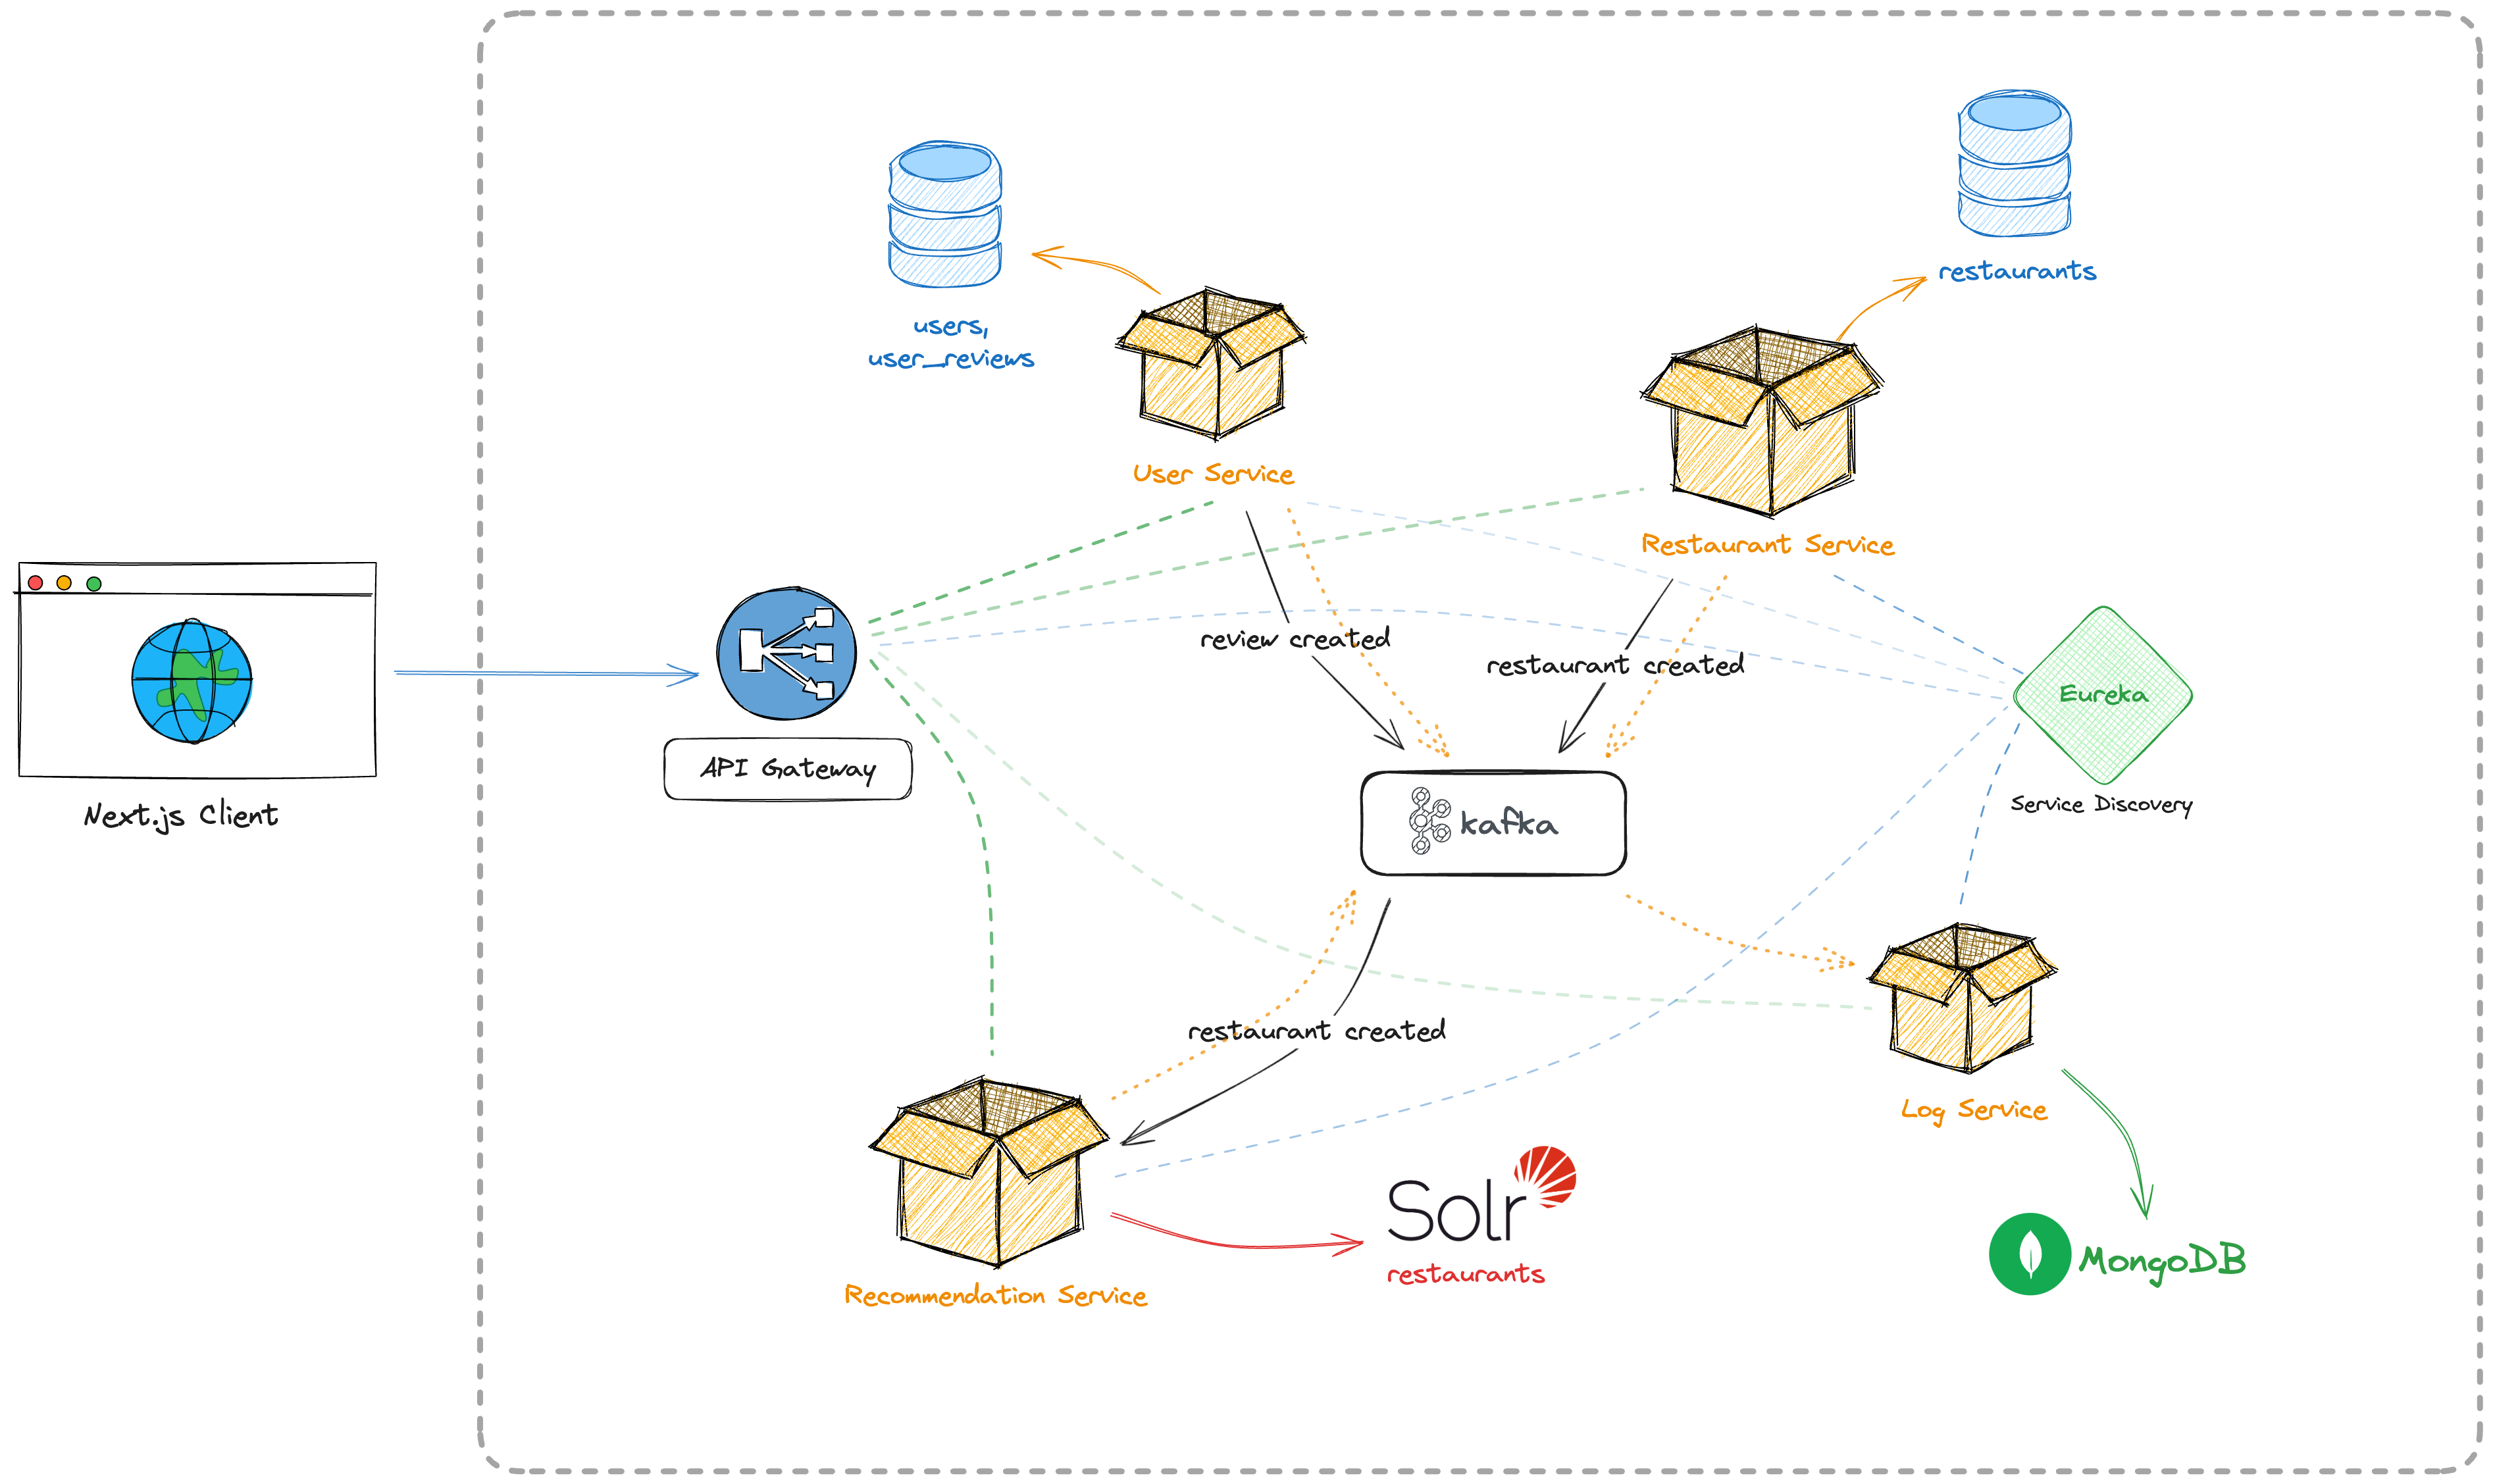 restaurants
users,
user_reviews
User Service
Restaurant Service
review created
restaurant created
Eureka
API Gateway
Next.js Client
Service Discovery
kafka
restaurant created
Log Service
Solr
restaurants
MongoDB
Recommendation Service